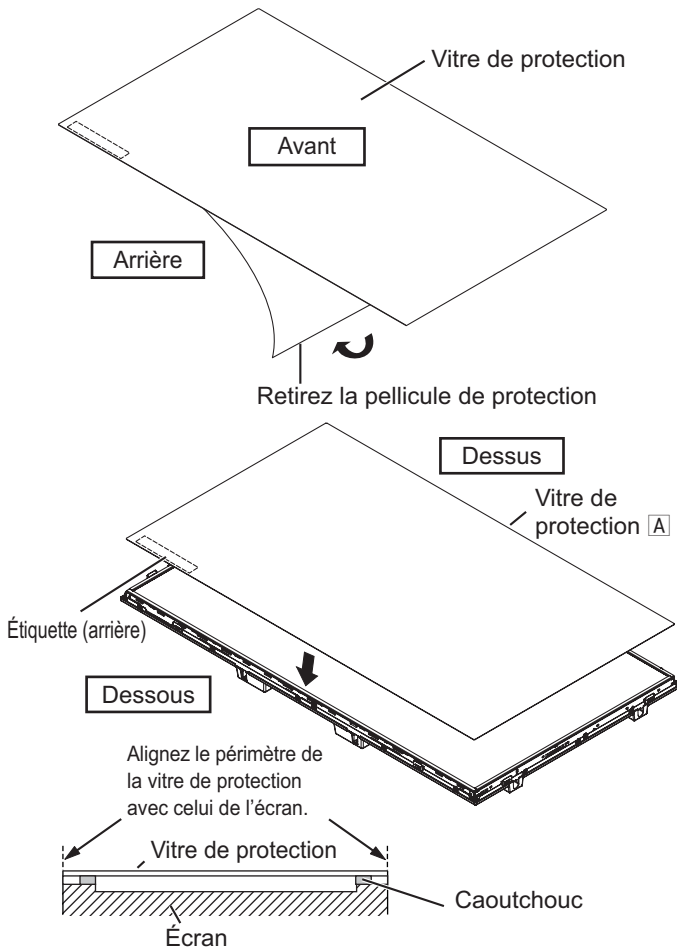 Vitre de protection
Avant
Arrière
Retirez la pellicule de protection
Dessus
Vitre de
protection A
Étiquette (arrière)
Dessous
Alignez le périmètre de
la vitre de protection
avec celui de l'écran.
Vitre de protection
Caoutchouc
Écran